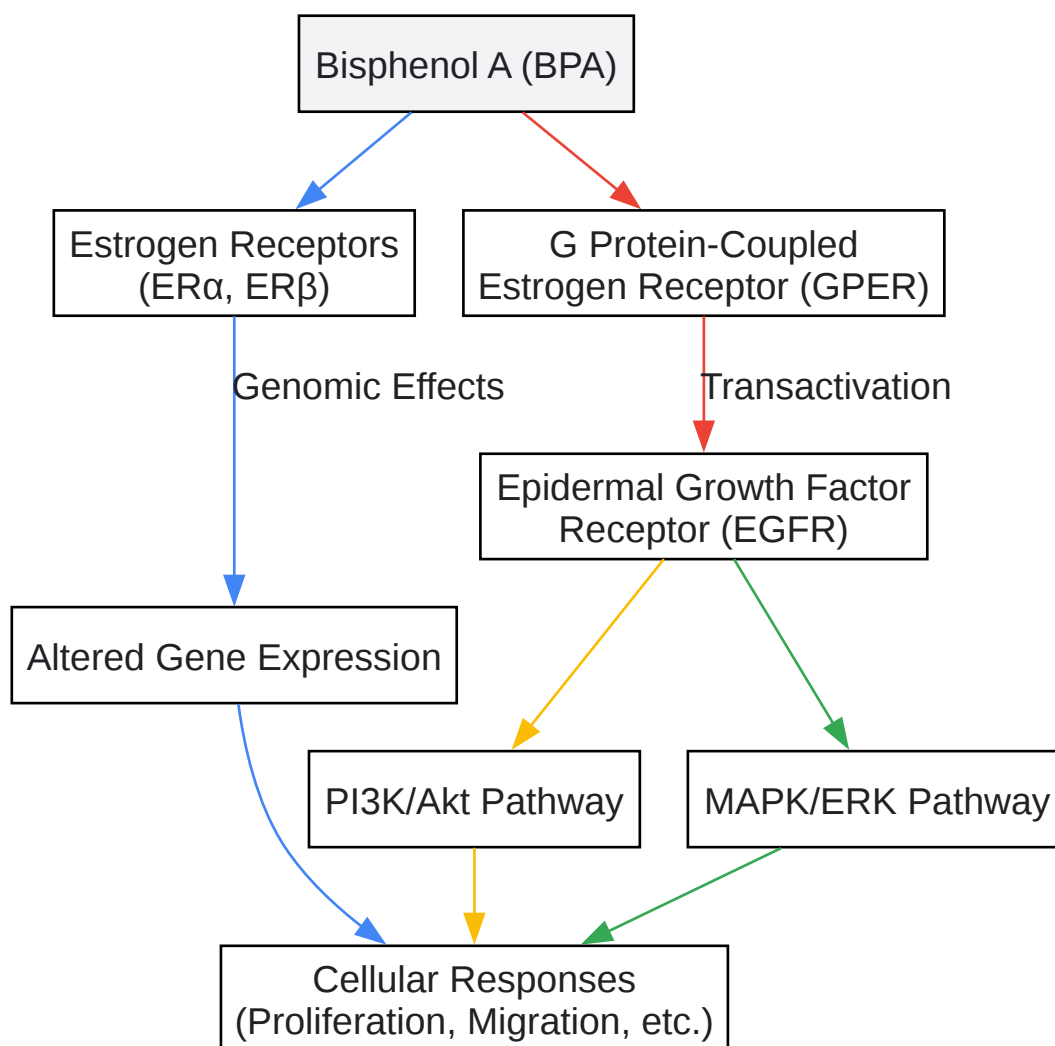 Bisphenol A (BPA)
Estrogen Receptors
(ERα, ERβ)
G Protein-Coupled
Estrogen Receptor (GPER)
Genomic Effects
Transactivation
Epidermal Growth Factor
Receptor (EGFR)
Altered Gene Expression
PI3K/Akt Pathway
MAPK/ERK Pathway
Cellular Responses
(Proliferation, Migration, etc.)